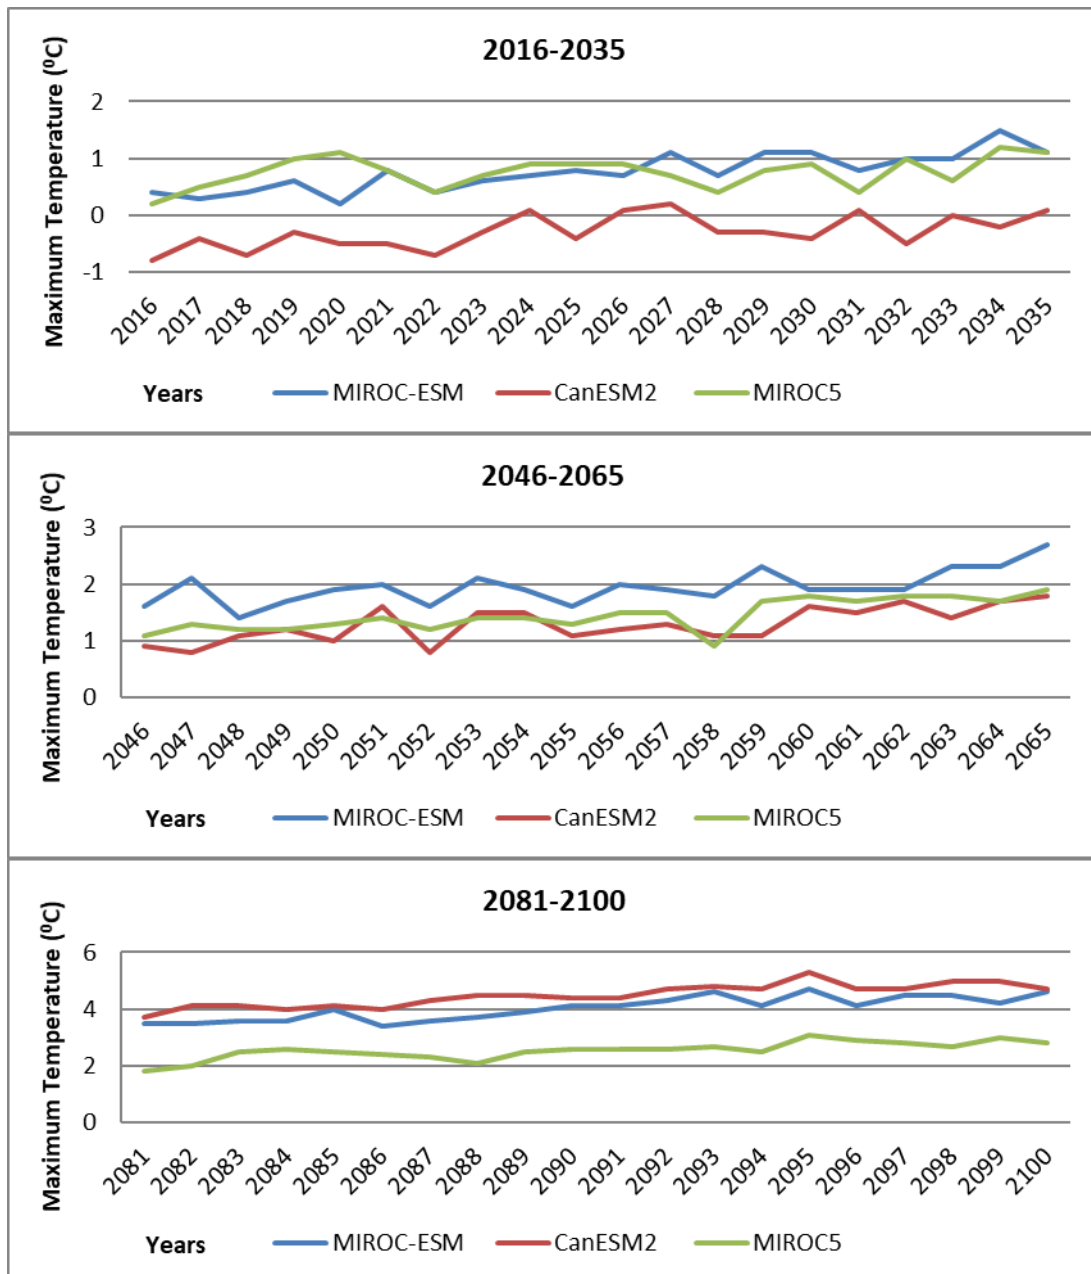 2016-2035
Maximum Temperature (⁰C)
2
1
0
-1
2016 2017 2018 2019 2020 2021 2022 2023 2024 2025 2026 2027 2028 2029 2030 2031 2032 2033 2034 2035
Years MIROC-ESM CanESM2 MIROC5
2046-2065
Maximum Temperature (⁰C)
3
2
1
0
2046 2047 2048 2049 2050 2051 2052 2053 2054 2055 2056 2057 2058 2059 2060 2061 2062 2063 2064 2065
Years MIROC-ESM CanESM2 MIROC5
2081-2100
Maximum Temperature (⁰C)
6
4
2
0
2081 2082 2083 2084 2085 2086 2087 2088 2089 2090 2091 2092 2093 2094 2095 2096 2097 2098 2099 2100
Years MIROC-ESM CanESM2 MIROC5